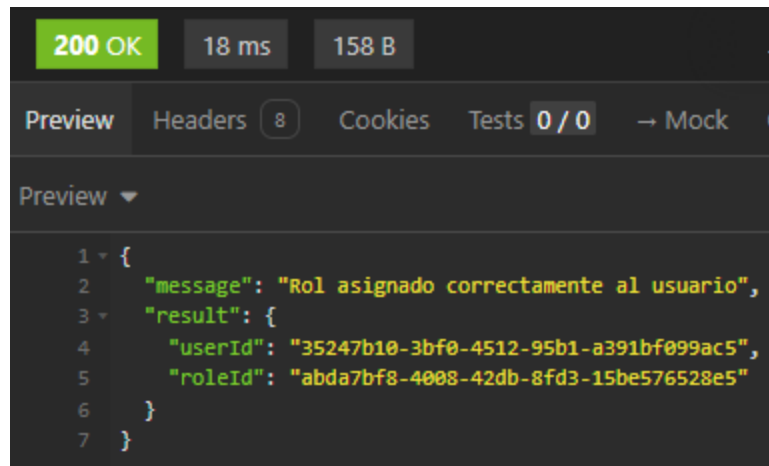 200 OK 18 ms 158 B
Preview Headers 8 Cookies Tests 0 / 0 → Mock
Preview
1 {
2 "message": "Rol asignado correctamente al usuario",
3 "result": {
4 "userId": "35247b10-3bf0-4512-95b1-a391bf099ac5",
5 "roleId": "abda7bf8-4008-42db-8fd3-15be576528e5"
6 }
7 }